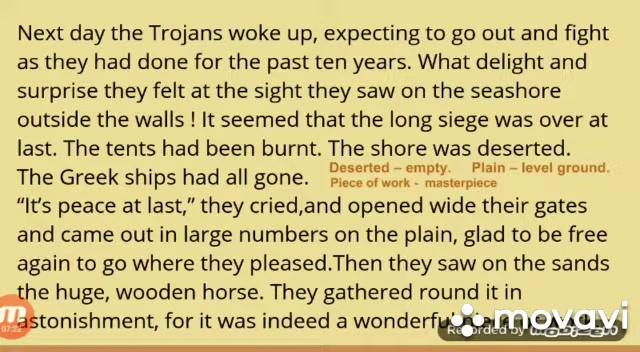 Next day the Trojans woke up, expecting to go out and fight
as they had done for the past ten years. What delight and
surprise they felt at the sight they saw on the seashore
outside the walls ! It seemed that the long siege was over at
last. The tents had been burnt. The shore was deserted.
The Greek ships had all gone.
Deserted – empty. Plain – level ground.
Piece of work - masterpiece
“It’s peace at last,” they cried,and opened wide their gates
and came out in large numbers on the plain, glad to be free
again to go where they pleased.Then they saw on the sands
the huge, wooden horse. They gathered round it in
astonishment, for it was indeed a wonderful
movavi
Recorded by
07:22